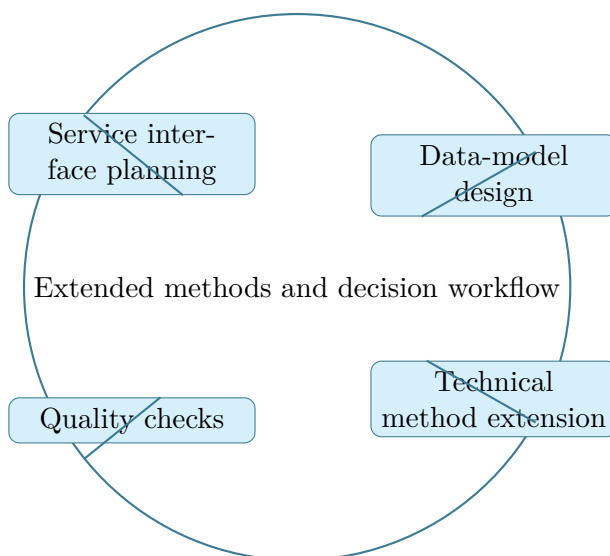 Service inter-
face planning
Data-model
design
Extended methods and decision workflow
Quality checks
Technical
method extension